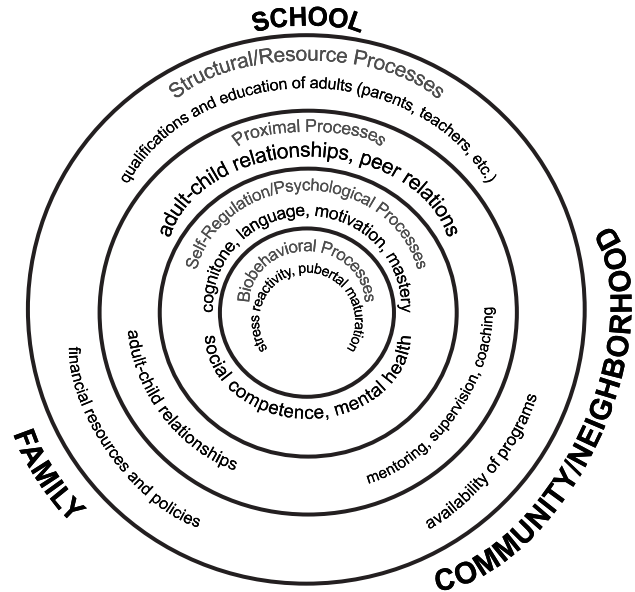 SCHOOL
Structural/Resource Processes
qualifications and education of adults (parents, teachers, etc.)
Proximal Processes
adult-child relationships, peer relations
Self-Regulation/Psychological Processes
cognitone, language, motivation, mastery
Biobehavioral Processes
stress reactivity, pubertal maturation
social competence, mental health
adult-child relationships
mentoring, supervision, coaching
financial resources and policies
availability of programs
FAMILY
COMMUNITY/NEIGHBORHOOD